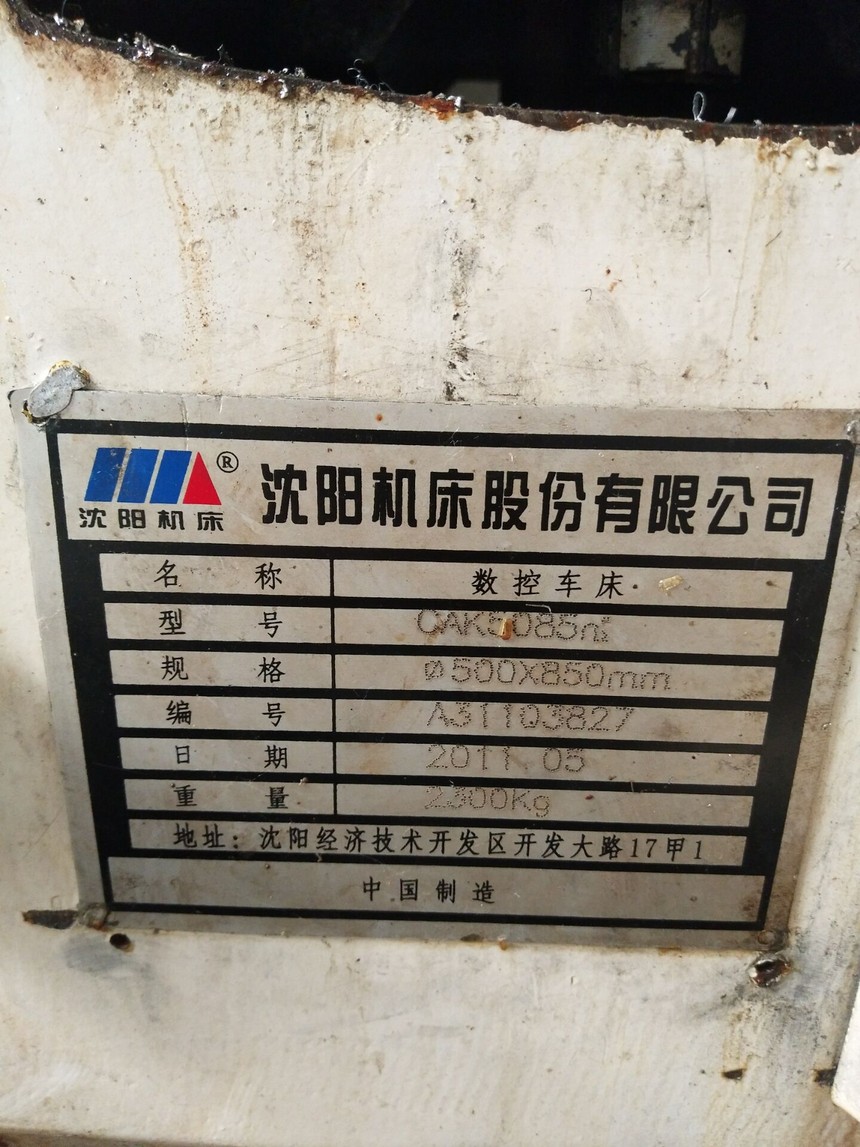 ®
沈阳机床
沈阳机床股份有限公司
名称 数控车床
型号 CAK5085
规格 ø500X850mm
编号 A31103827
日期 2011.05
重量 2300Kg
地址：沈阳经济技术开发区开发大路17甲1
中国制造